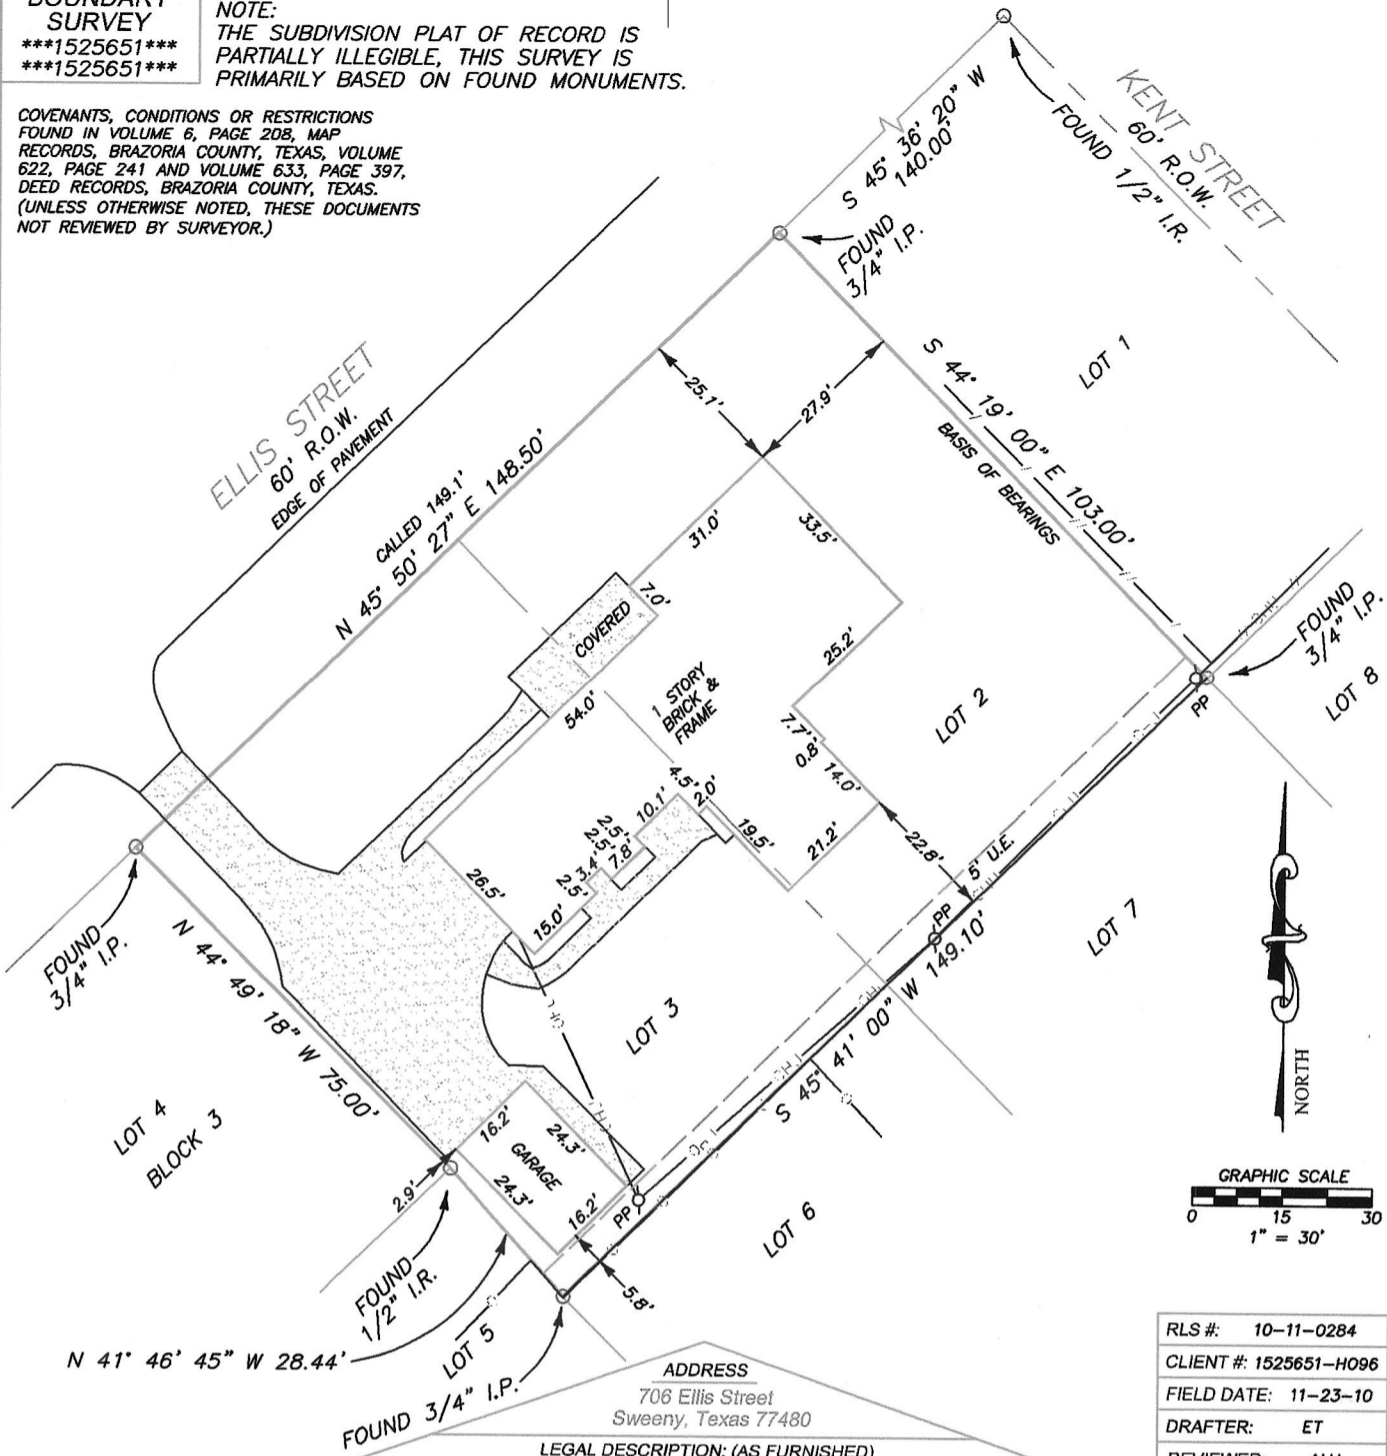 BOUNDARY
SURVEY
***1525651***
***1525651***
NOTE:
THE SUBDIVISION PLAT OF RECORD IS
PARTIALLY ILLEGIBLE, THIS SURVEY IS
PRIMARILY BASED ON FOUND MONUMENTS.
COVENANTS, CONDITIONS OR RESTRICTIONS
FOUND IN VOLUME 6, PAGE 208, MAP
RECORDS, BRAZORIA COUNTY, TEXAS, VOLUME
622, PAGE 241 AND VOLUME 633, PAGE 397,
DEED RECORDS, BRAZORIA COUNTY, TEXAS.
(UNLESS OTHERWISE NOTED, THESE DOCUMENTS
NOT REVIEWED BY SURVEYOR.)
S 45° 36' 20" W
140.00'
KENT STREET
60' R.O.W.
FOUND 1/2" I.R.
FOUND
3/4" I.P.
LOT 1
S 44° 19' 00" E 103.00'
BASIS OF BEARINGS
ELLIS STREET
60' R.O.W.
EDGE OF PAVEMENT
CALLED 149.1'
N 45° 50' 27" E 148.50'
25.1'
27.9'
31.0'
33.5'
7.0'
COVERED
54.0'
25.2'
1 STORY
BRICK &
FRAME
LOT 2
7.7'
0.8'
14.0'
FOUND
3/4" I.P.
PP
LOT 8
4.5'
2.0'
10.1'
19.5'
21.2'
22.8'
5' U.E.
2.5'
2.5'
7.8'
3.4'
2.5'
15.0'
26.5'
PP
LOT 7
FOUND
3/4" I.P.
N 44° 49' 18" W 75.00'
LOT 3
S 45° 41' 00" W 149.10'
LOT 4
BLOCK 3
16.2'
24.3'
GARAGE
24.3'
16.2'
2.9'
PP
5.8'
LOT 6
NORTH
GRAPHIC SCALE
0 15 30
1" = 30'
FOUND
1/2" I.R.
N 41° 46' 45" W 28.44'
LOT 5
FOUND 3/4" I.P.
ADDRESS
706 Ellis Street
Sweeny, Texas 77480
LEGAL DESCRIPTION: (AS FURNISHED)
RLS #: 10-11-0284
CLIENT #: 1525651-H096
FIELD DATE: 11-23-10
DRAFTER: ET